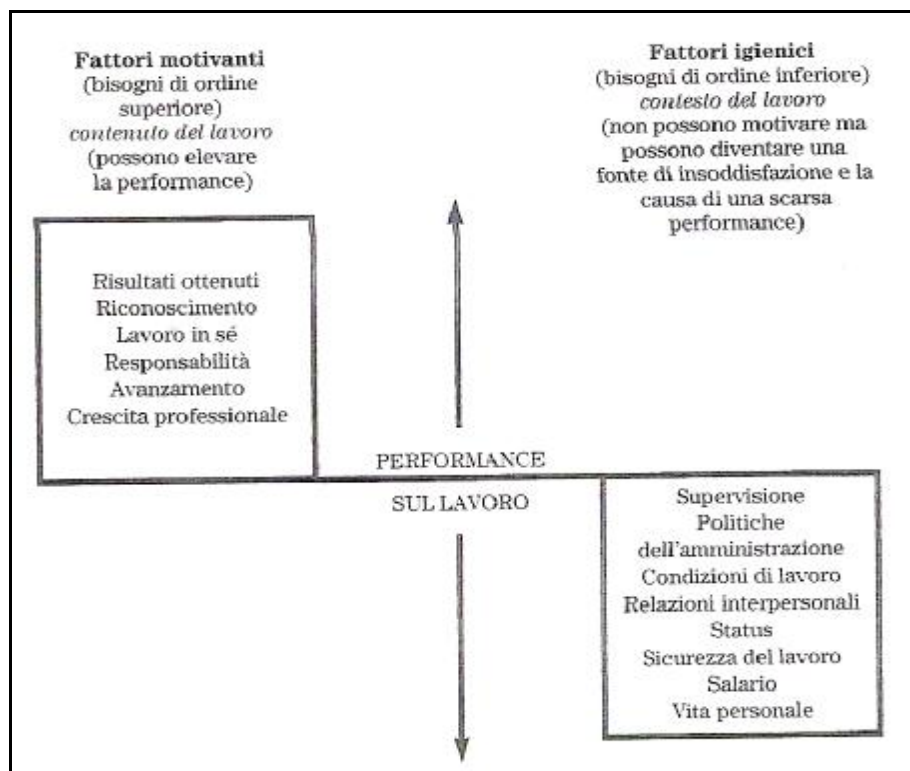 Fattori motivanti
(bisogni di ordine
superiore)
contenuto del lavoro
(possono elevare
la performance)
Fattori igienici
(bisogni di ordine inferiore)
contesto del lavoro
(non possono motivare ma
possono diventare una
fonte di insoddisfazione e la
causa di una scarsa
performance)
Risultati ottenuti
Riconoscimento
Lavoro in sé
Responsabilità
Avanzamento
Crescita professionale
PERFORMANCE
SUL LAVORO
Supervisione
Politiche
dell'amministrazione
Condizioni di lavoro
Relazioni interpersonali
Status
Sicurezza del lavoro
Salario
Vita personale